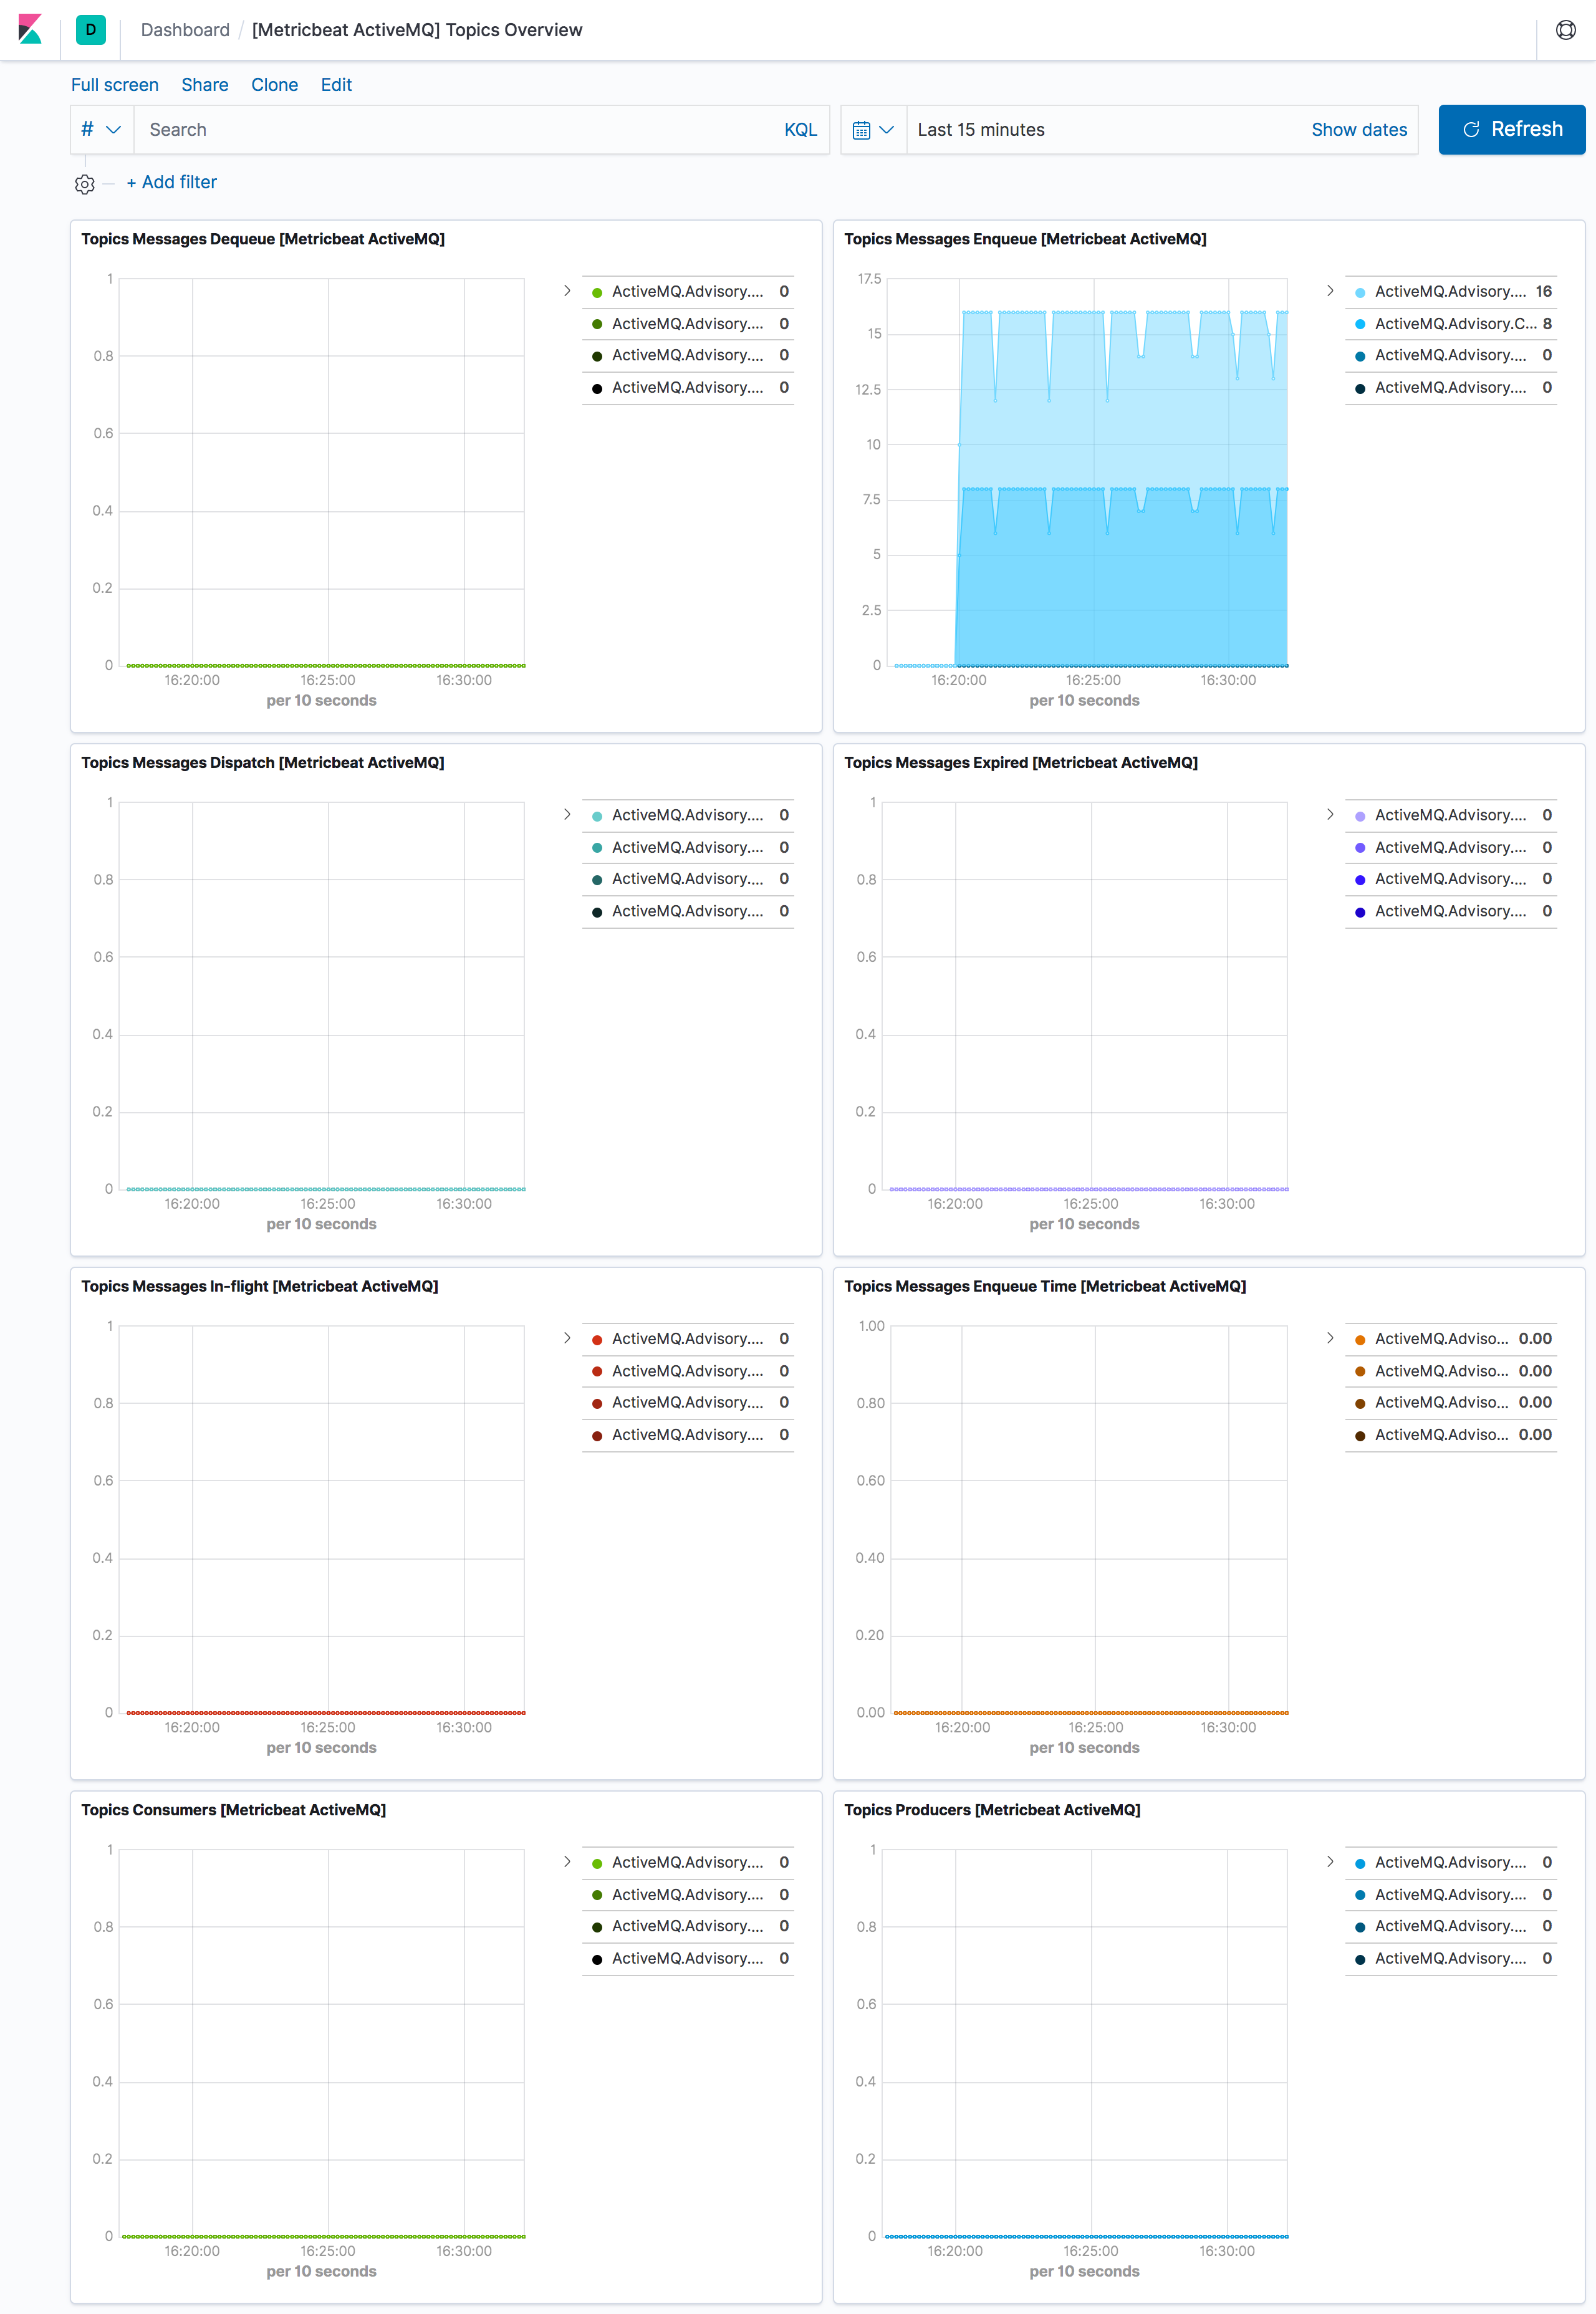 D Dashboard / [Metricbeat ActiveMQ] Topics Overview
Full screen Share Clone Edit
# Search KQL Last 15 minutes Show dates Refresh
+ Add filter
Topics Messages Dequeue [Metricbeat ActiveMQ]
1
0.8
0.6
0.4
0.2
0
16:20:00 16:25:00 16:30:00
per 10 seconds
ActiveMQ.Advisory.... 0
ActiveMQ.Advisory.... 0
ActiveMQ.Advisory.... 0
ActiveMQ.Advisory.... 0
Topics Messages Enqueue [Metricbeat ActiveMQ]
17.5
15
12.5
10
7.5
5
2.5
0
16:20:00 16:25:00 16:30:00
per 10 seconds
ActiveMQ.Advisory.... 16
ActiveMQ.Advisory.C... 8
ActiveMQ.Advisory.... 0
ActiveMQ.Advisory.... 0
Topics Messages Dispatch [Metricbeat ActiveMQ]
1
0.8
0.6
0.4
0.2
0
16:20:00 16:25:00 16:30:00
per 10 seconds
ActiveMQ.Advisory.... 0
ActiveMQ.Advisory.... 0
ActiveMQ.Advisory.... 0
ActiveMQ.Advisory.... 0
Topics Messages Expired [Metricbeat ActiveMQ]
1
0.8
0.6
0.4
0.2
0
16:20:00 16:25:00 16:30:00
per 10 seconds
ActiveMQ.Advisory.... 0
ActiveMQ.Advisory.... 0
ActiveMQ.Advisory.... 0
ActiveMQ.Advisory.... 0
Topics Messages In-flight [Metricbeat ActiveMQ]
1
0.8
0.6
0.4
0.2
0
16:20:00 16:25:00 16:30:00
per 10 seconds
ActiveMQ.Advisory.... 0
ActiveMQ.Advisory.... 0
ActiveMQ.Advisory.... 0
ActiveMQ.Advisory.... 0
Topics Messages Enqueue Time [Metricbeat ActiveMQ]
1.00
0.80
0.60
0.40
0.20
0.00
16:20:00 16:25:00 16:30:00
per 10 seconds
ActiveMQ.Adviso... 0.00
ActiveMQ.Adviso... 0.00
ActiveMQ.Adviso... 0.00
ActiveMQ.Adviso... 0.00
Topics Consumers [Metricbeat ActiveMQ]
1
0.8
0.6
0.4
0.2
0
16:20:00 16:25:00 16:30:00
per 10 seconds
ActiveMQ.Advisory.... 0
ActiveMQ.Advisory.... 0
ActiveMQ.Advisory.... 0
ActiveMQ.Advisory.... 0
Topics Producers [Metricbeat ActiveMQ]
1
0.8
0.6
0.4
0.2
0
16:20:00 16:25:00 16:30:00
per 10 seconds
ActiveMQ.Advisory.... 0
ActiveMQ.Advisory.... 0
ActiveMQ.Advisory.... 0
ActiveMQ.Advisory.... 0